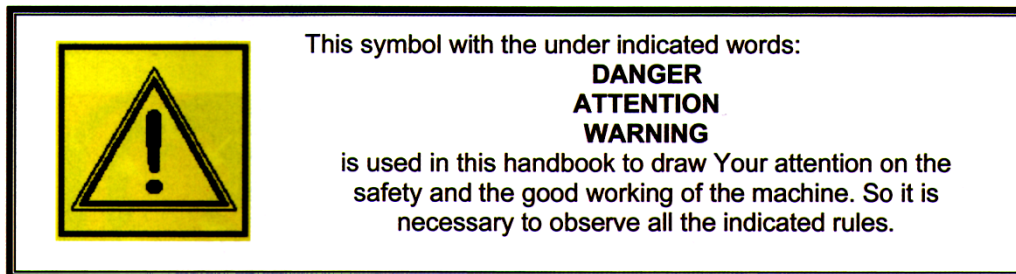 This symbol with the under indicated words:
DANGER
ATTENTION
WARNING
is used in this handbook to draw Your attention on the
safety and the good working of the machine. So it is
necessary to observe all the indicated rules.